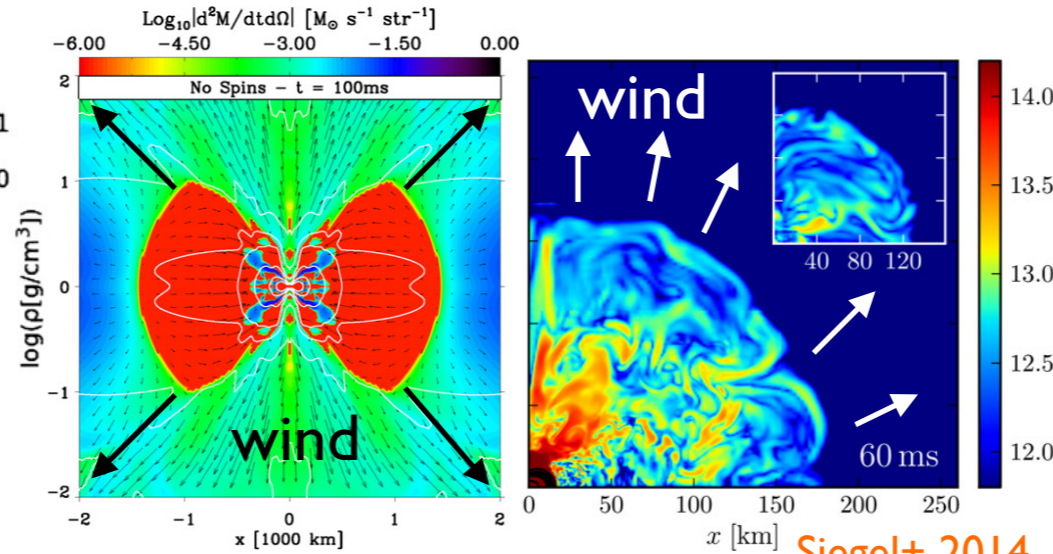 Log₁₀|d²M/dtdΩ| [M⊙ s⁻¹ str⁻¹]
−6.00 −4.50 −3.00 −1.50 0.00
No Spins − t = 100ms
2
1
0
−1
−2
−2 −1 0 1 2
x [1000 km]
wind
1
0
log(ρ[g/cm³])
wind
40 80 120
60 ms
0 50 100 150 200 250
x [km]
14.0
13.5
13.0
12.5
12.0
Siegel+ 2014